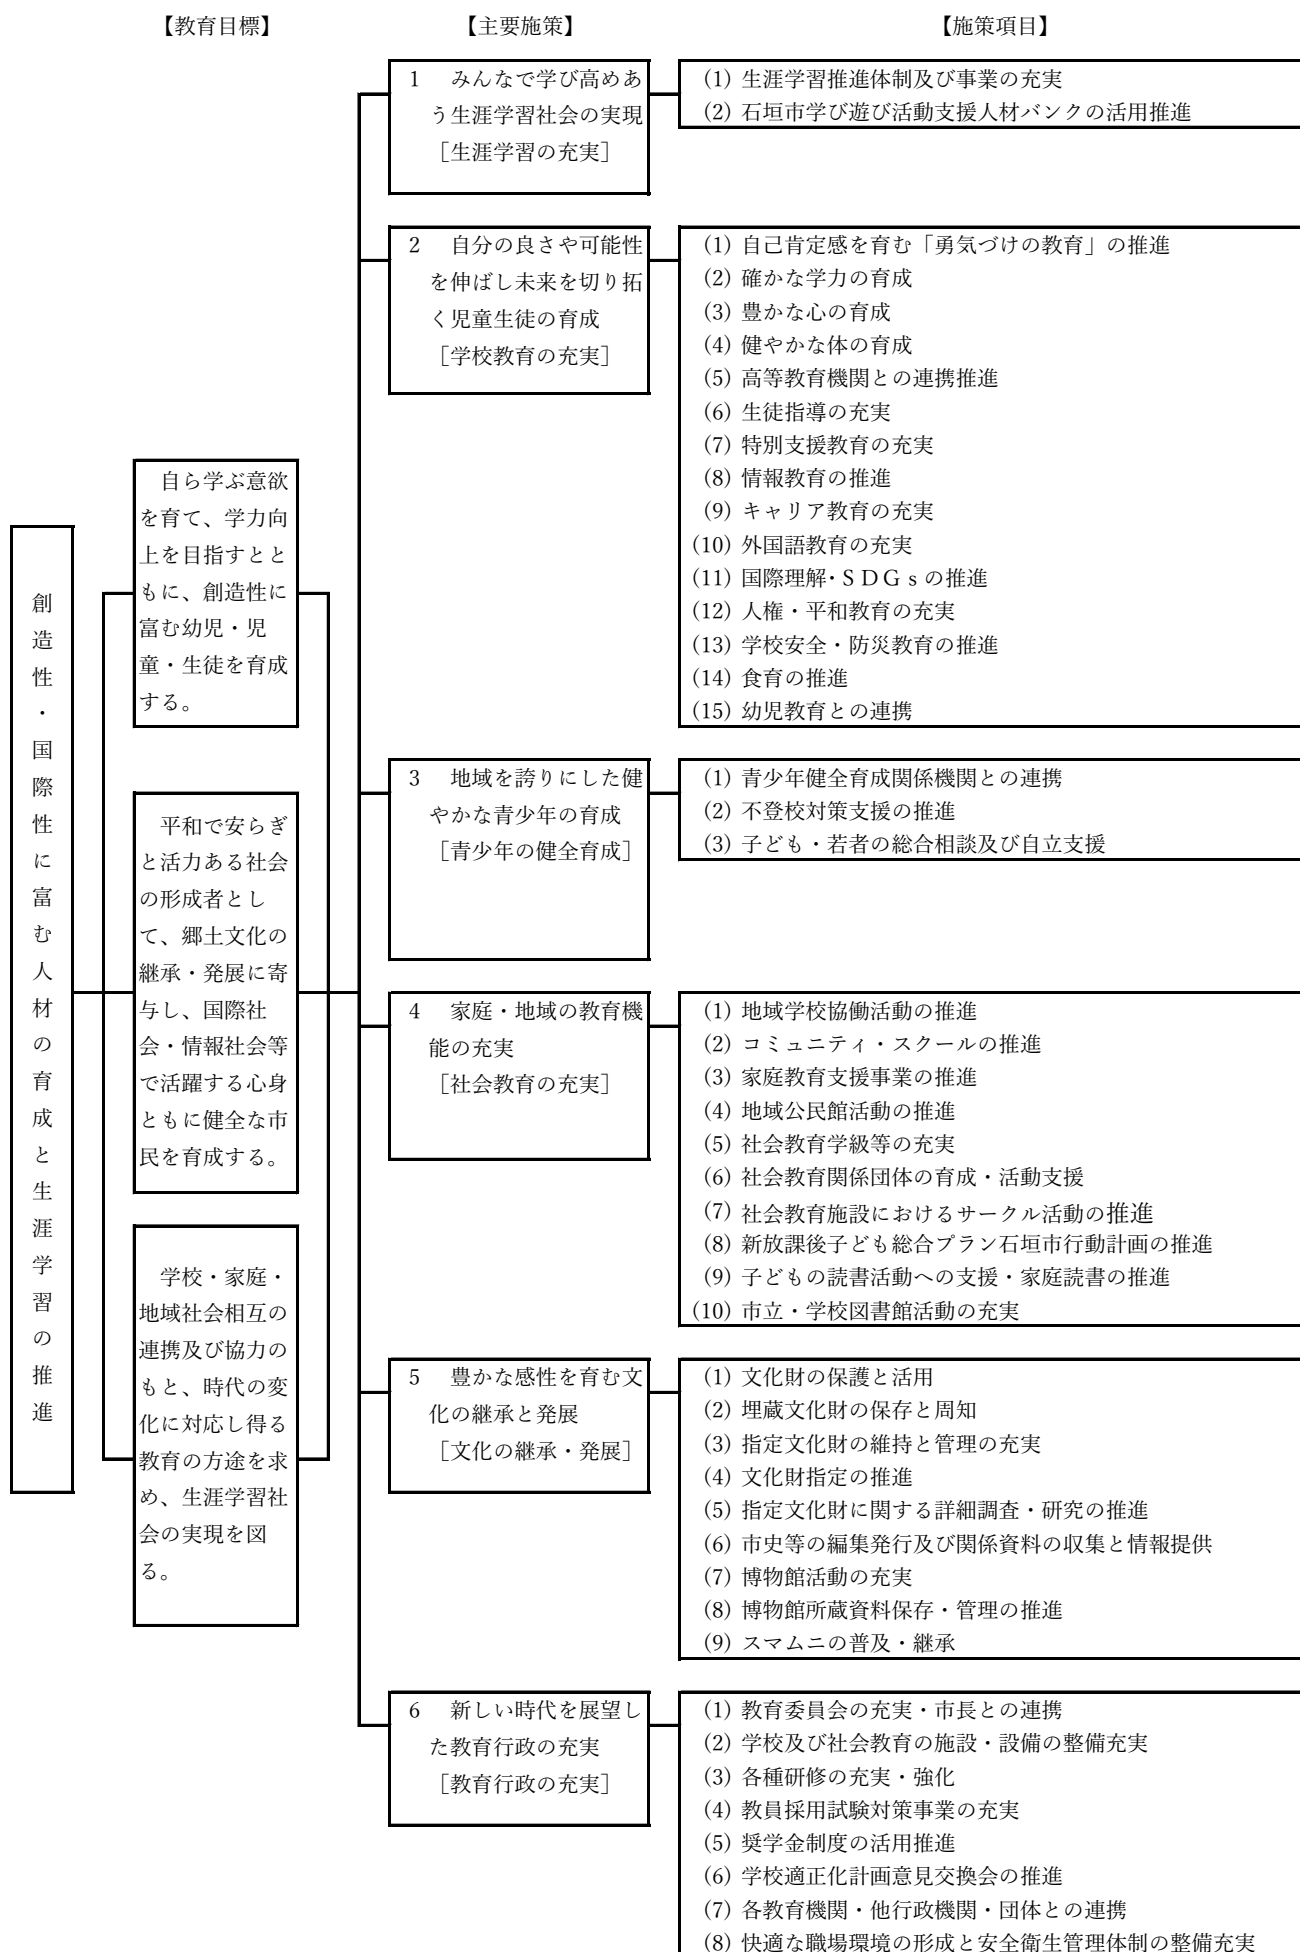 【教育目標】
【主要施策】
【施策項目】
創造性・国際性に富む人材の育成と生涯学習の推進
自ら学ぶ意欲
を育て、学力向
上を目指すとと
もに、創造性に
富む幼児・児
童・生徒を育成
する。
平和で安らぎ
と活力ある社会
の形成者とし
て、郷土文化の
継承・発展に寄
与し、国際社
会・情報社会等
で活躍する心身
ともに健全な市
民を育成する。
学校・家庭・
地域社会相互の
連携及び協力の
もと、時代の変
化に対応し得る
教育の方途を求
め、生涯学習社
会の実現を図
る。
1 みんなで学び高めあ
う生涯学習社会の実現
［生涯学習の充実］
(1) 生涯学習推進体制及び事業の充実
(2) 石垣市学び遊び活動支援人材バンクの活用推進
2 自分の良さや可能性
を伸ばし未来を切り拓
く児童生徒の育成
［学校教育の充実］
(1) 自己肯定感を育む「勇気づけの教育」の推進
(2) 確かな学力の育成
(3) 豊かな心の育成
(4) 健やかな体の育成
(5) 高等教育機関との連携推進
(6) 生徒指導の充実
(7) 特別支援教育の充実
(8) 情報教育の推進
(9) キャリア教育の充実
(10) 外国語教育の充実
(11) 国際理解・ＳＤＧｓの推進
(12) 人権・平和教育の充実
(13) 学校安全・防災教育の推進
(14) 食育の推進
(15) 幼児教育との連携
3 地域を誇りにした健
やかな青少年の育成
［青少年の健全育成］
(1) 青少年健全育成関係機関との連携
(2) 不登校対策支援の推進
(3) 子ども・若者の総合相談及び自立支援
4 家庭・地域の教育機
能の充実
［社会教育の充実］
(1) 地域学校協働活動の推進
(2) コミュニティ・スクールの推進
(3) 家庭教育支援事業の推進
(4) 地域公民館活動の推進
(5) 社会教育学級等の充実
(6) 社会教育関係団体の育成・活動支援
(7) 社会教育施設におけるサークル活動の推進
(8) 新放課後子ども総合プラン石垣市行動計画の推進
(9) 子どもの読書活動への支援・家庭読書の推進
(10) 市立・学校図書館活動の充実
5 豊かな感性を育む文
化の継承と発展
［文化の継承・発展］
(1) 文化財の保護と活用
(2) 埋蔵文化財の保存と周知
(3) 指定文化財の維持と管理の充実
(4) 文化財指定の推進
(5) 指定文化財に関する詳細調査・研究の推進
(6) 市史等の編集発行及び関係資料の収集と情報提供
(7) 博物館活動の充実
(8) 博物館所蔵資料保存・管理の推進
(9) スマムニの普及・継承
6 新しい時代を展望し
た教育行政の充実
［教育行政の充実］
(1) 教育委員会の充実・市長との連携
(2) 学校及び社会教育の施設・設備の整備充実
(3) 各種研修の充実・強化
(4) 教員採用試験対策事業の充実
(5) 奨学金制度の活用推進
(6) 学校適正化計画意見交換会の推進
(7) 各教育機関・他行政機関・団体との連携
(8) 快適な職場環境の形成と安全衛生管理体制の整備充実